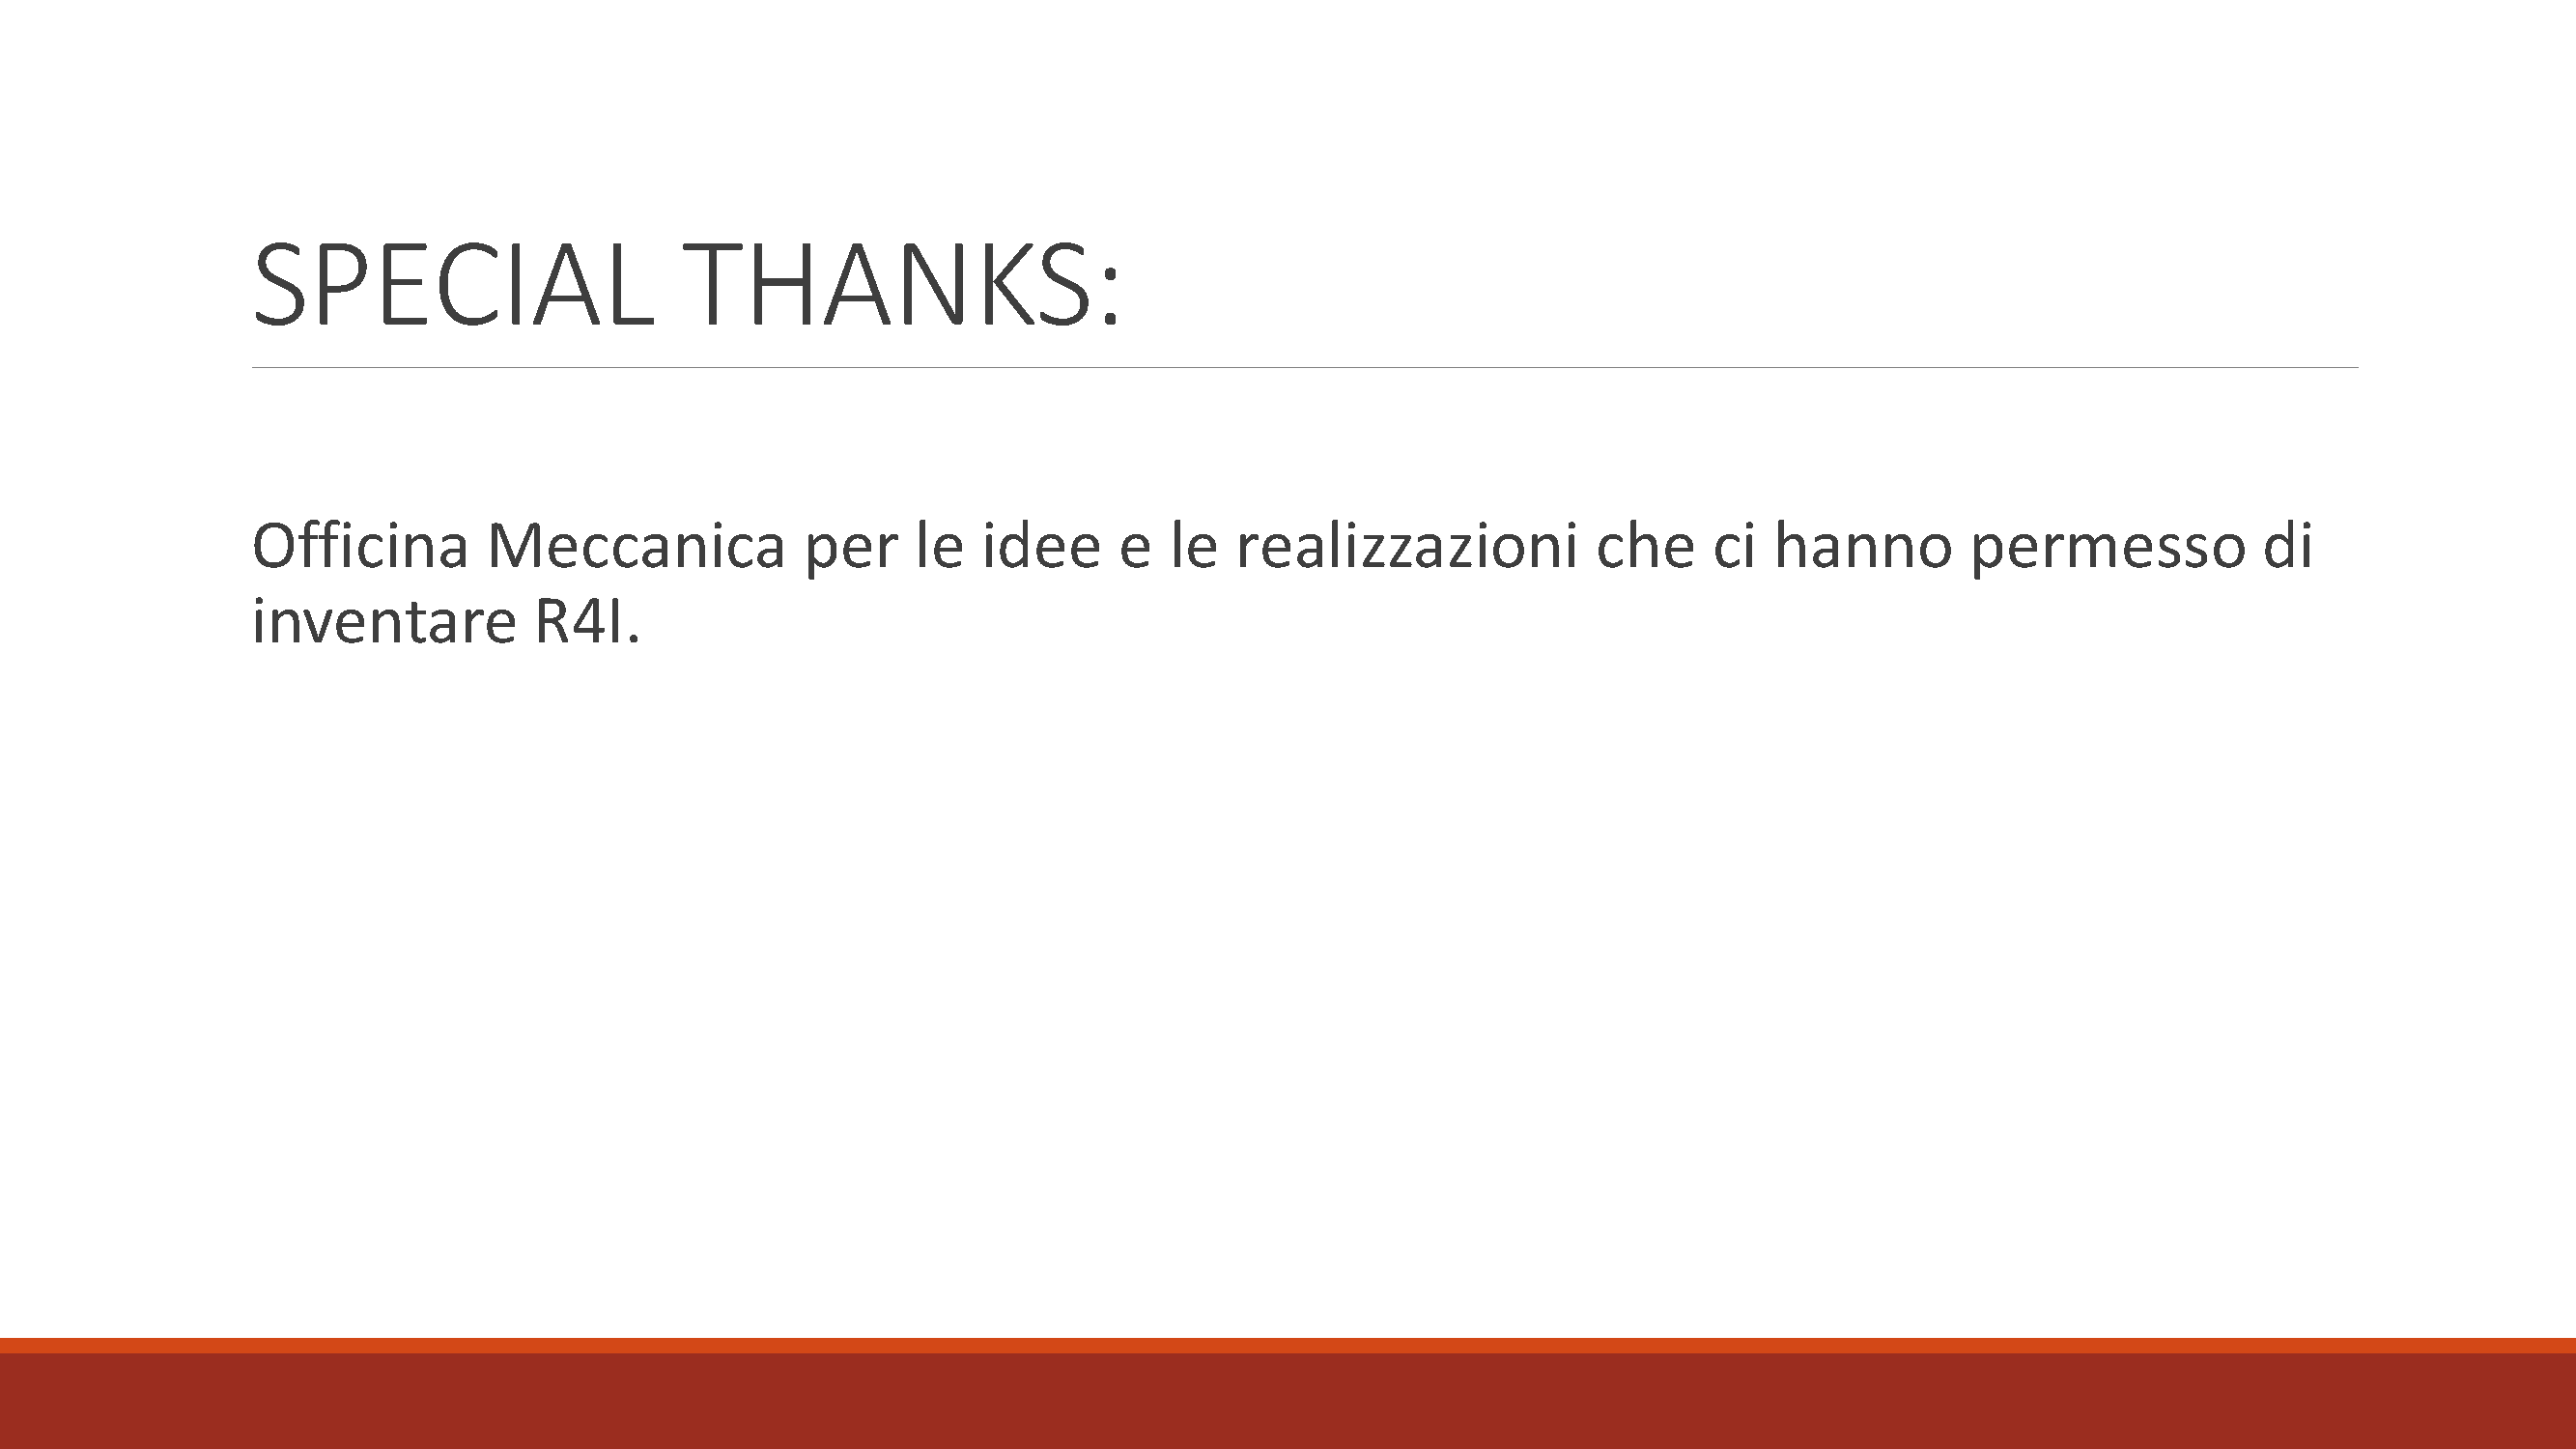 SPECIAL THANKS:
Officina Meccanica per le idee e le realizzazioni che ci hanno permesso di
inventare R4I.